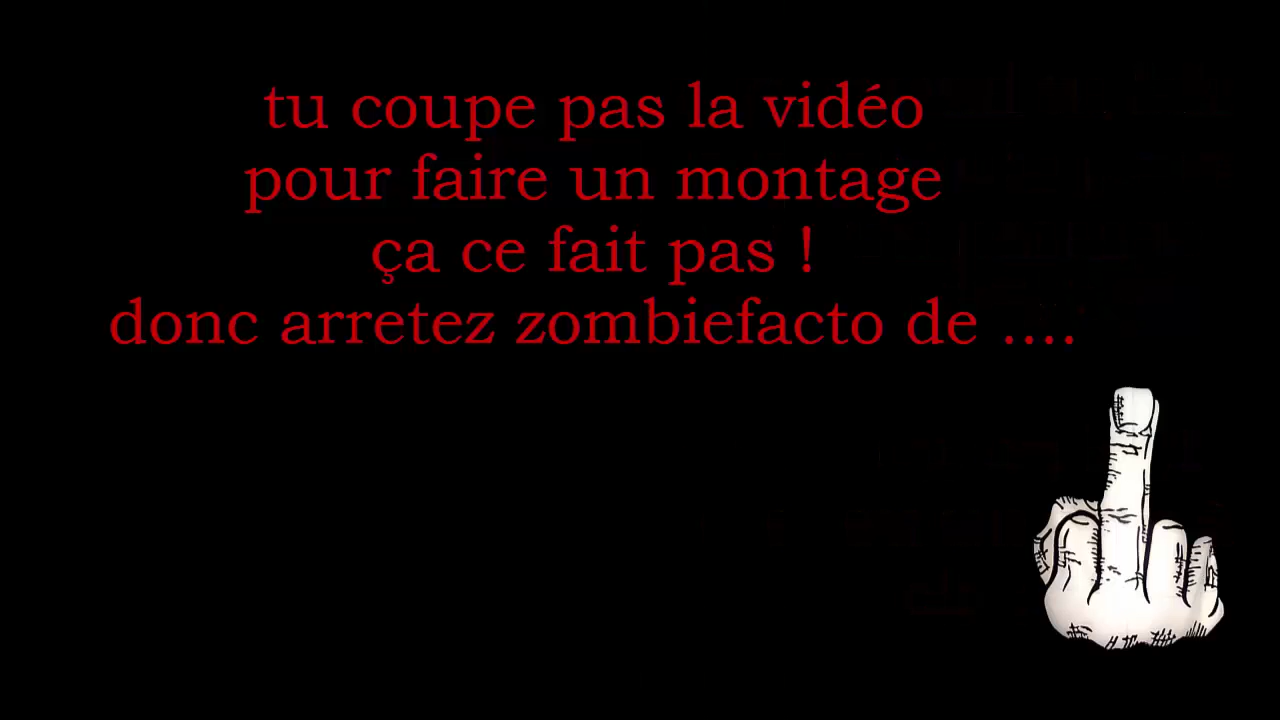 tu coupe pas la vidéo
pour faire un montage
ça ce fait pas !
donc arretez zombiefacto de ....